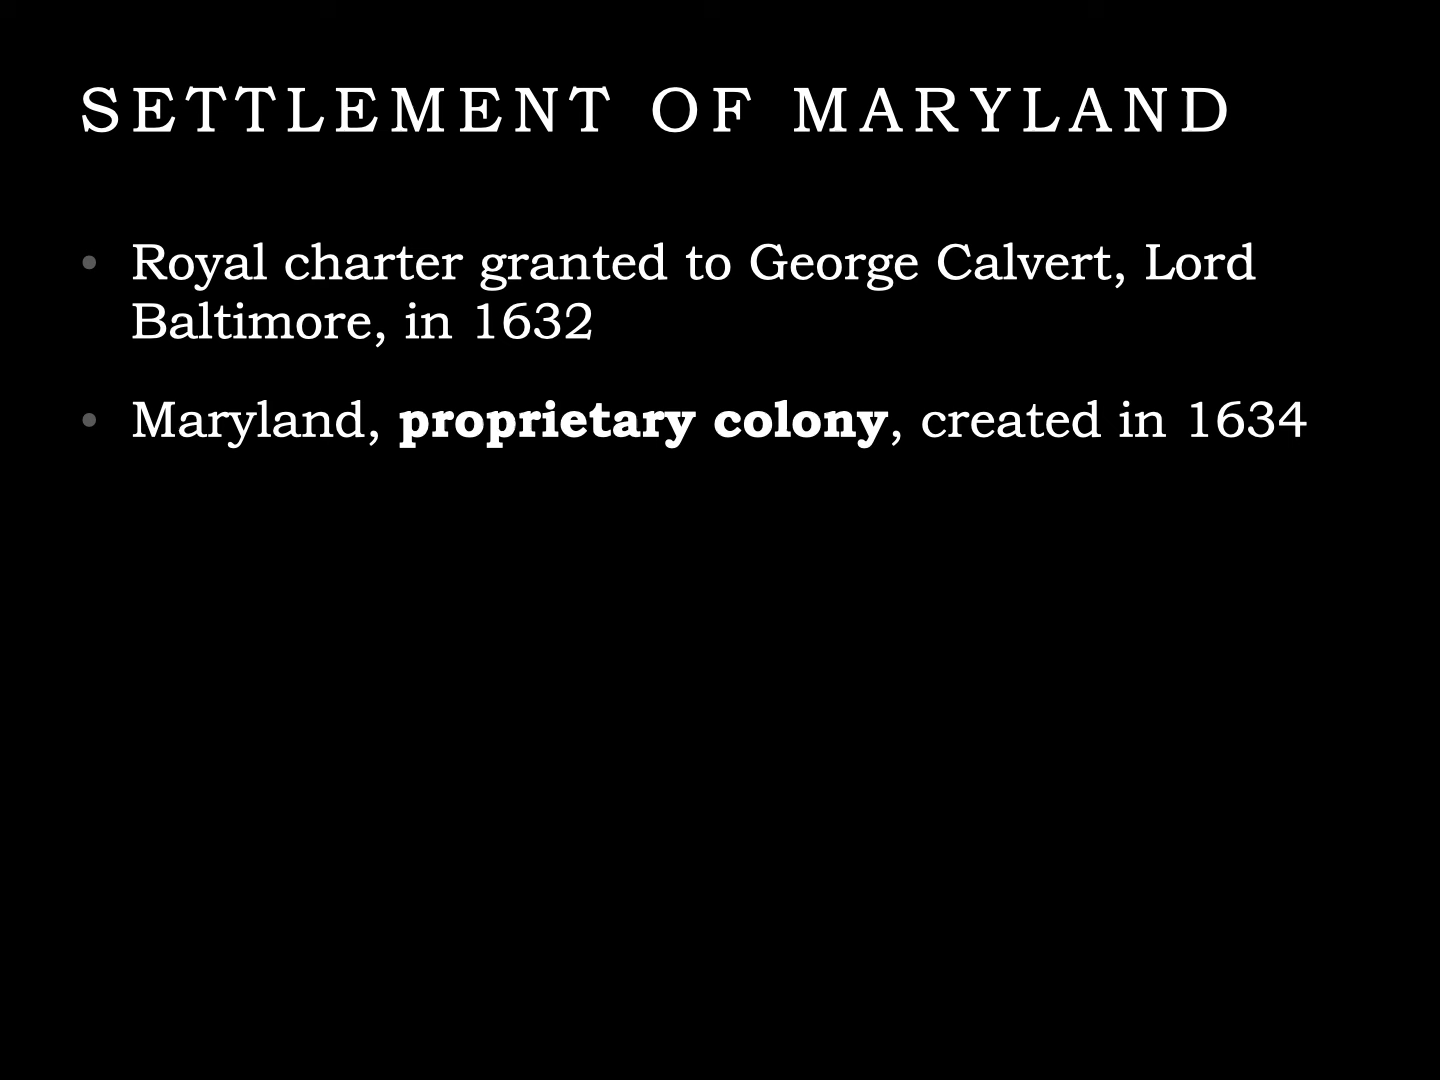 SETTLEMENT OF MARYLAND
• Royal charter granted to George Calvert, Lord
Baltimore, in 1632
• Maryland, proprietary colony, created in 1634